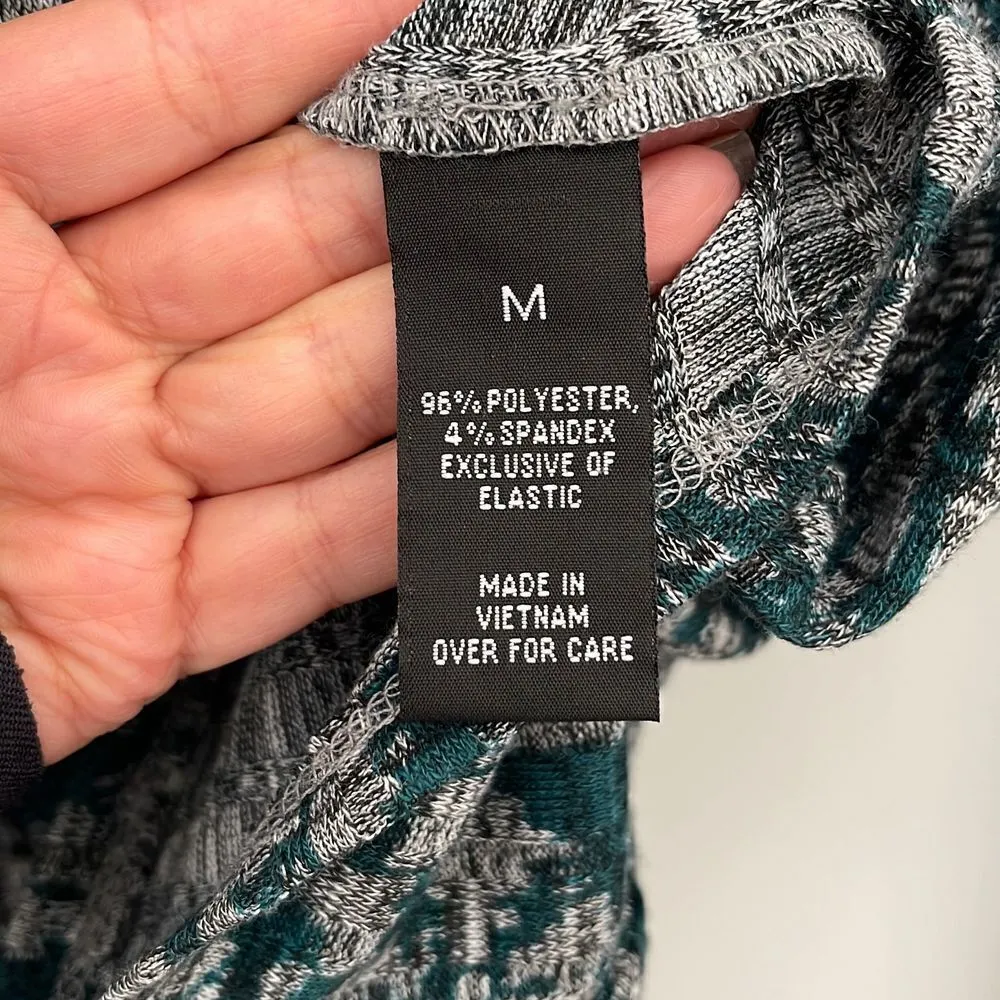 M
96% POLYESTER,
4% SPANDEX
EXCLUSIVE OF
ELASTIC
MADE IN
VIETNAM
OVER FOR CARE